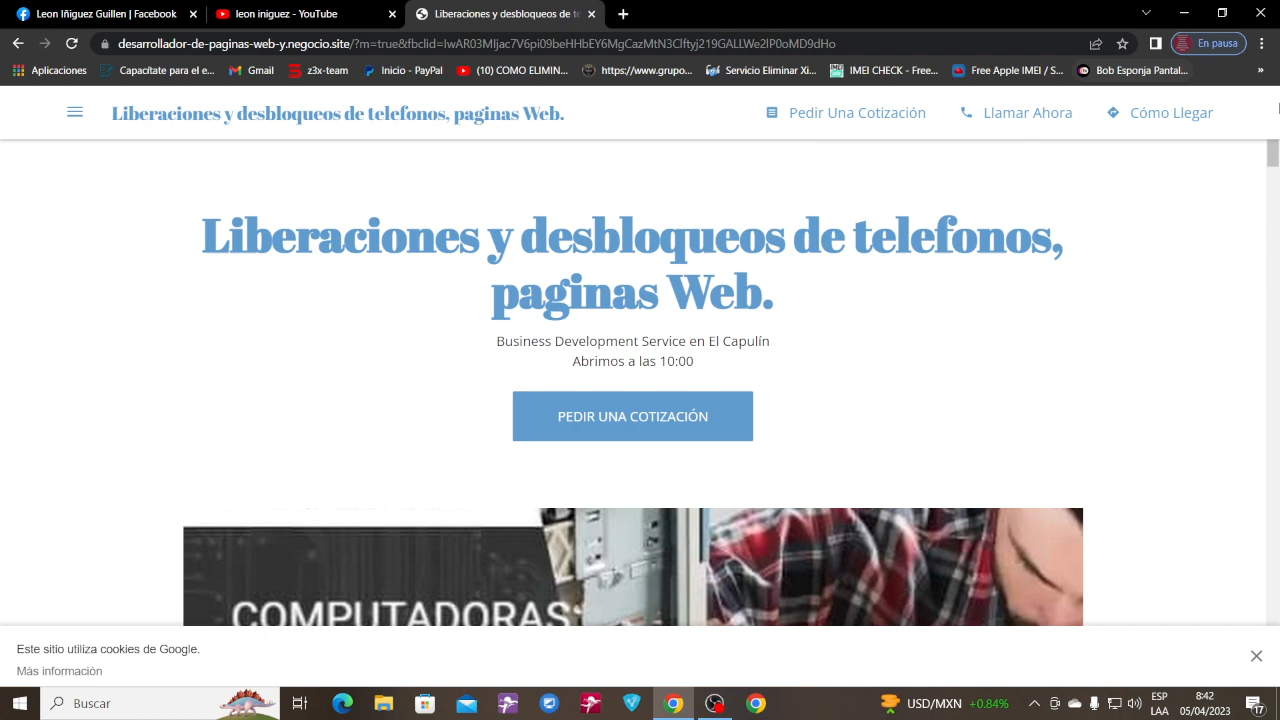 Leon Iniguez Guillen | Facebook
leon iniguez - YouTube
Liberaciones y desbloqueos de te
desarrollador-de-paginas-web-y.negocio.site/?m=true&fbclid=IwAR03MIjac7V6pi09beHHbEY6MgCazMtN3Clftyj219GALLWe2lP0oMD9dHo
En pausa
Aplicaciones
Capacítate para el e...
Gmail
z3x-team
Inicio - PayPal
(10) COMO ELIMIN...
https://www.grupo...
Servicio Eliminar Xi...
IMEI CHECK - Free...
Free Apple IMEI / S...
Bob Esponja Pantal...
»
Liberaciones y desbloqueos de telefonos, paginas Web.
Pedir Una Cotización
Llamar Ahora
Cómo Llegar
Liberaciones y desbloqueos de telefonos,
paginas Web.
Business Development Service en El Capulín
Abrimos a las 10:00
PEDIR UNA COTIZACIÓN
COMPUTADORAS
Este sitio utiliza cookies de Google.
Más información
Buscar
USD/MXN +0.84%
ESP
LAA
8:42
05/04/2023
17